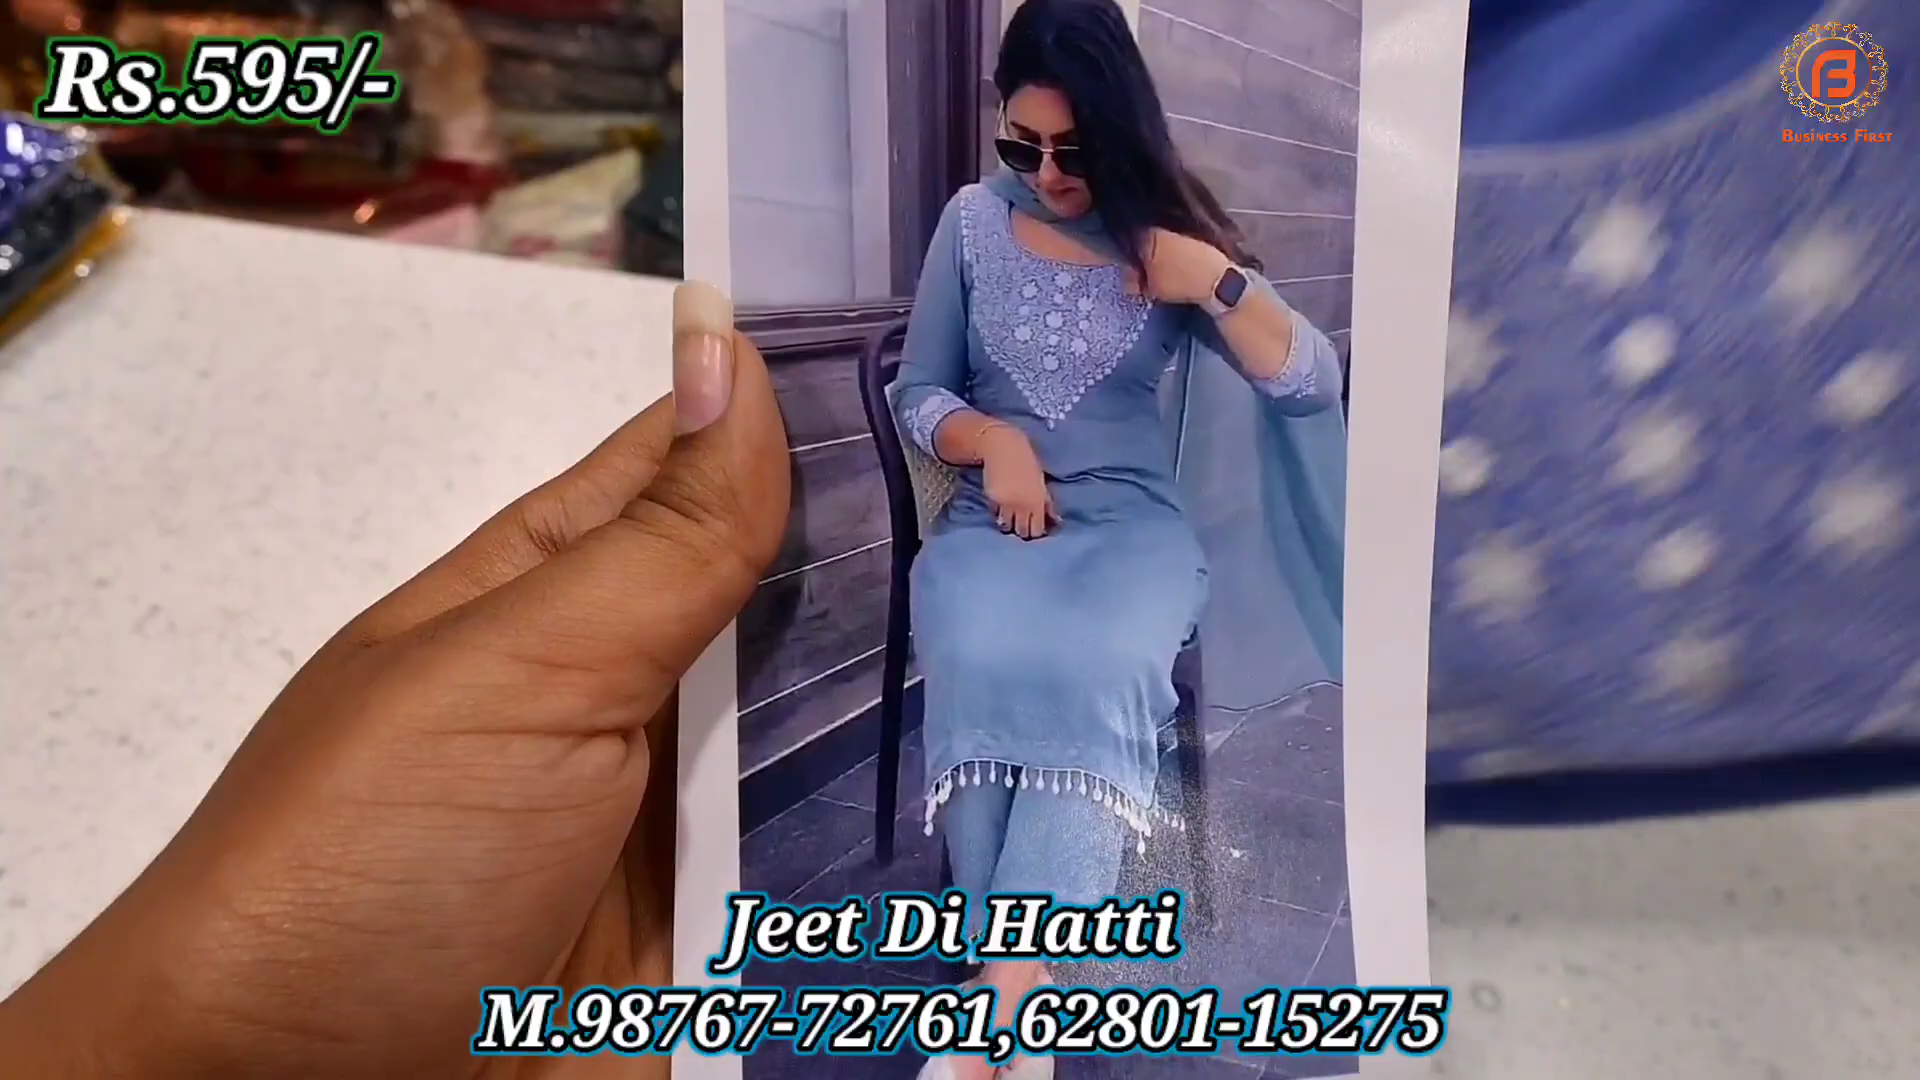 Rs.595/-
B
Business First
Jeet Di Hatti
M.98767-72761,62801-15275